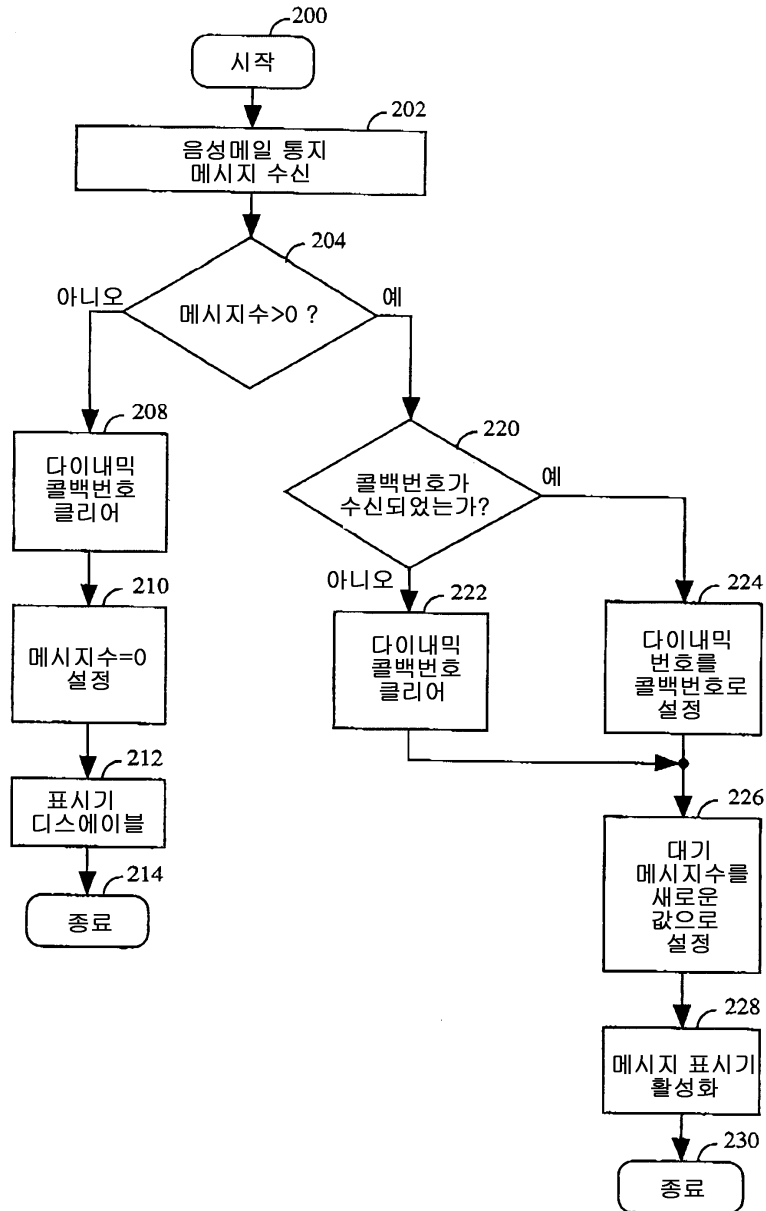 200
시작
202
음성메일 통지
메시지 수신
204
메시지수>0 ?
아니오
예
208
다이내믹
콜백번호
클리어
210
메시지수=0
설정
212
표시기
디스에이블
214
종료
220
콜백번호가
수신되었는가?
예
아니오
222
다이내믹
콜백번호
클리어
224
다이내믹
번호를
콜백번호로
설정
226
대기
메시지수를
새로운
값으로
설정
228
메시지 표시기
활성화
230
종료